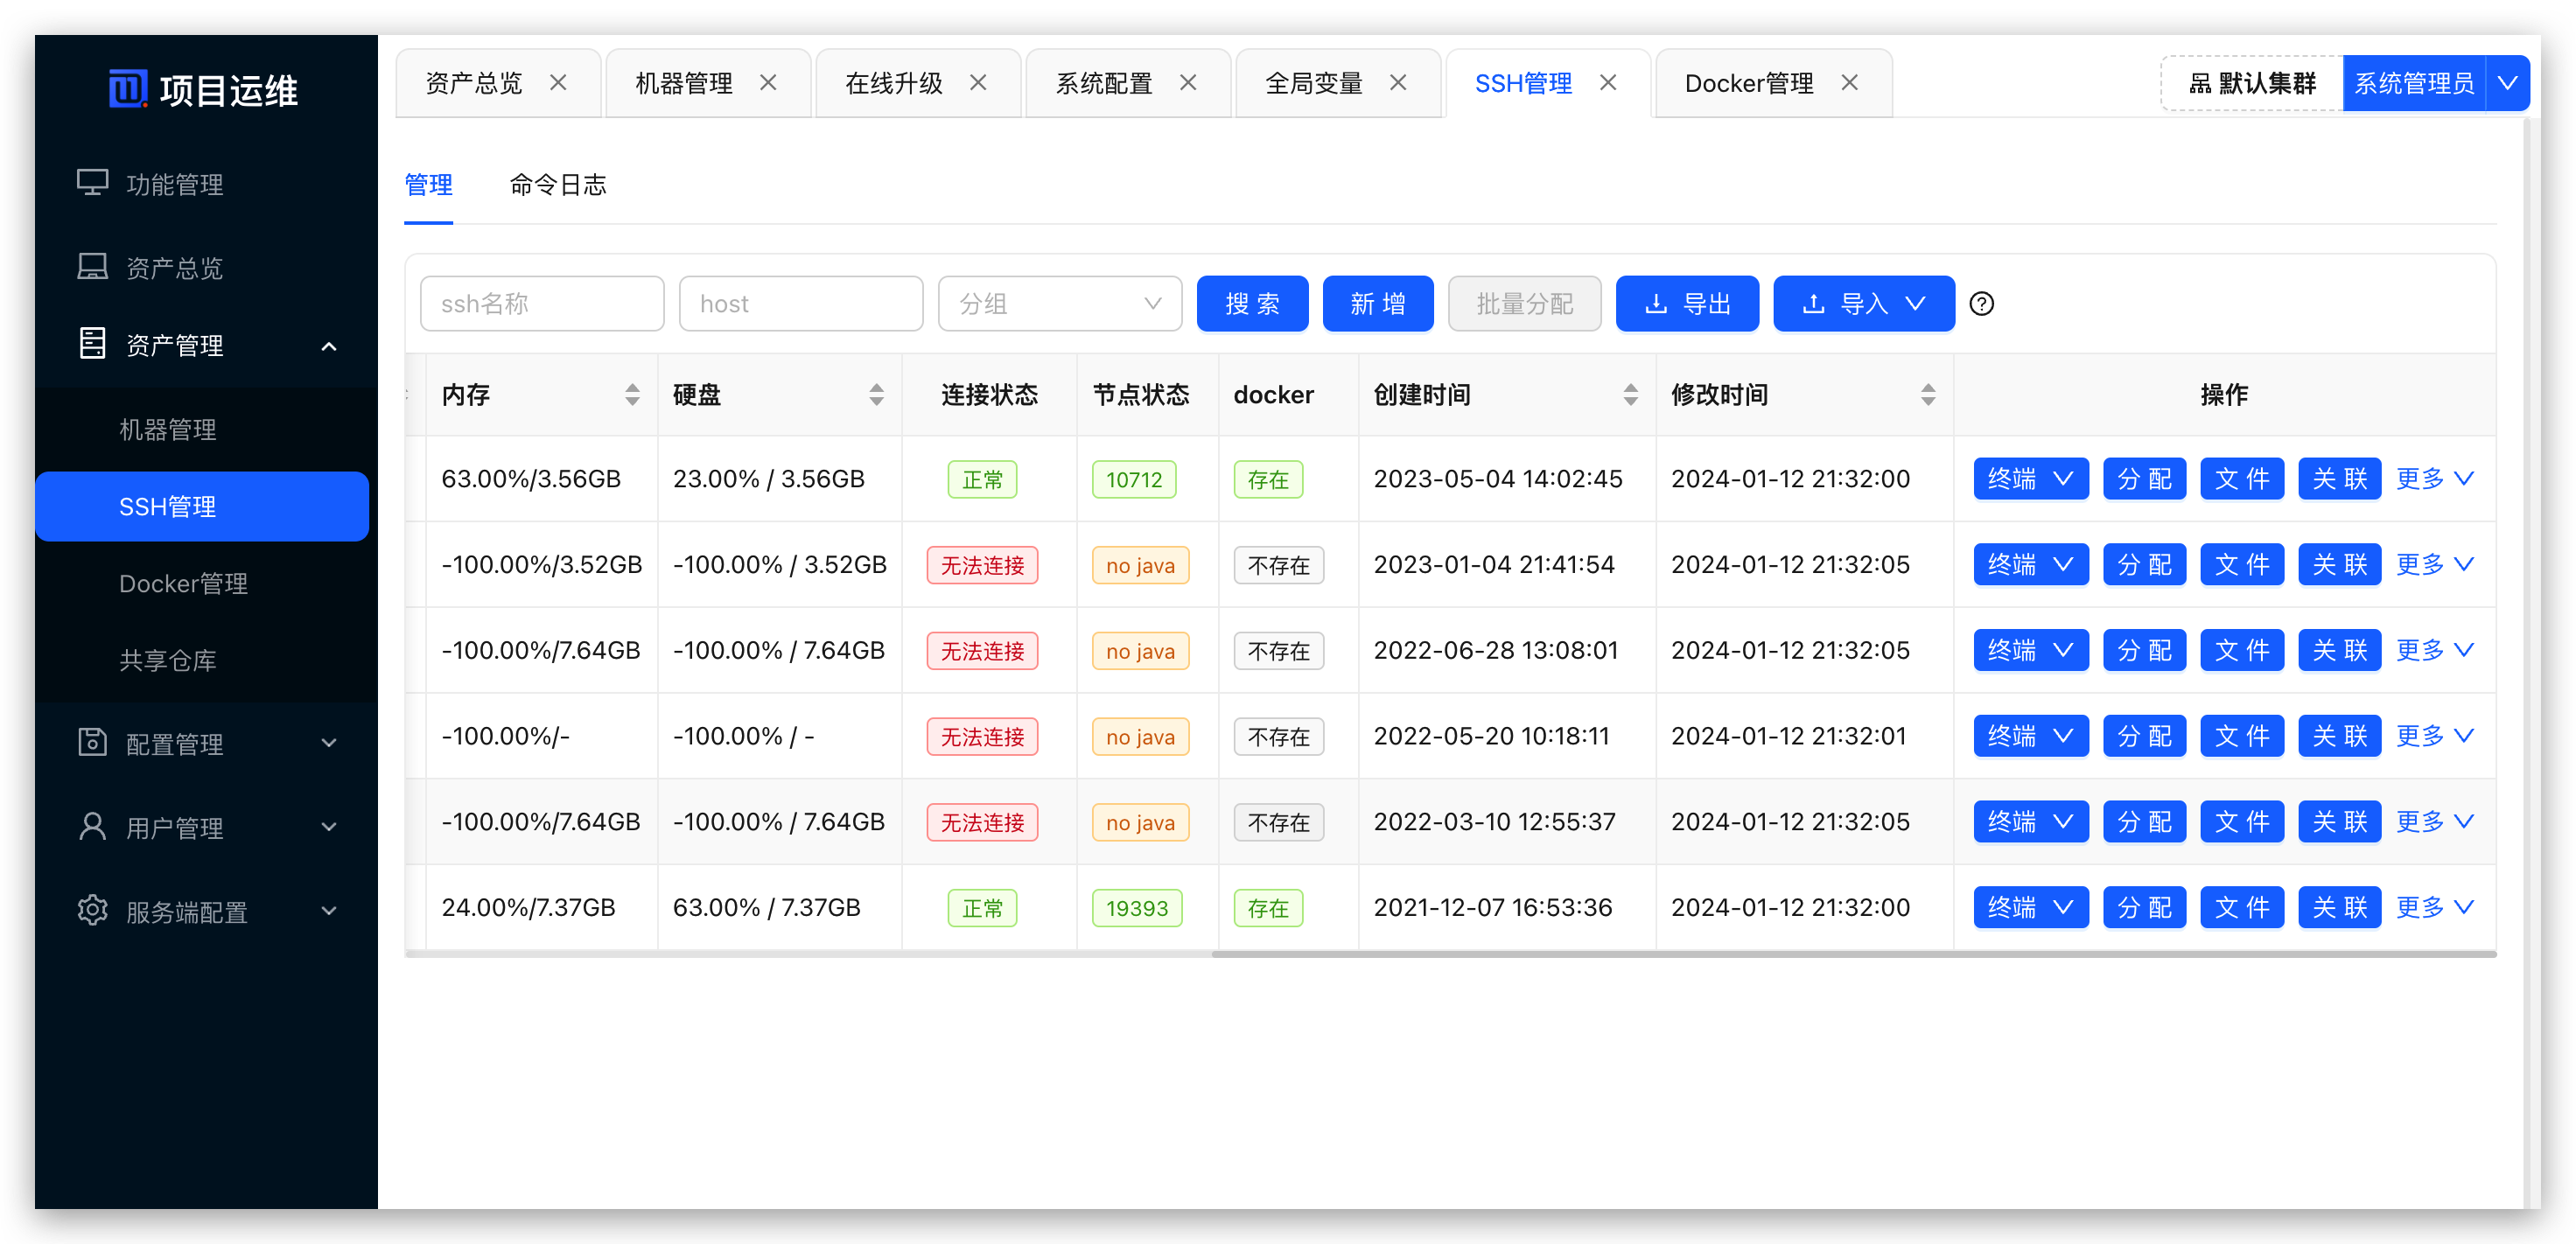 项目运维
功能管理
资产总览
资产管理
机器管理
SSH管理
Docker管理
共享仓库
配置管理
用户管理
服务端配置
资产总览 机器管理 在线升级 系统配置 全局变量 SSH管理 Docker管理
默认集群 系统管理员
管理 命令日志
ssh名称 host 分组 搜 索 新 增 批量分配 导出 导入
内存 硬盘 连接状态 节点状态 docker 创建时间 修改时间 操作
63.00%/3.56GB 23.00% / 3.56GB 正常 10712 存在 2023-05-04 14:02:45 2024-01-12 21:32:00 终端 分 配 文 件 关 联 更多
-100.00%/3.52GB -100.00% / 3.52GB 无法连接 no java 不存在 2023-01-04 21:41:54 2024-01-12 21:32:05 终端 分 配 文 件 关 联 更多
-100.00%/7.64GB -100.00% / 7.64GB 无法连接 no java 不存在 2022-06-28 13:08:01 2024-01-12 21:32:05 终端 分 配 文 件 关 联 更多
-100.00%/- -100.00% / - 无法连接 no java 不存在 2022-05-20 10:18:11 2024-01-12 21:32:01 终端 分 配 文 件 关 联 更多
-100.00%/7.64GB -100.00% / 7.64GB 无法连接 no java 不存在 2022-03-10 12:55:37 2024-01-12 21:32:05 终端 分 配 文 件 关 联 更多
24.00%/7.37GB 63.00% / 7.37GB 正常 19393 存在 2021-12-07 16:53:36 2024-01-12 21:32:00 终端 分 配 文 件 关 联 更多